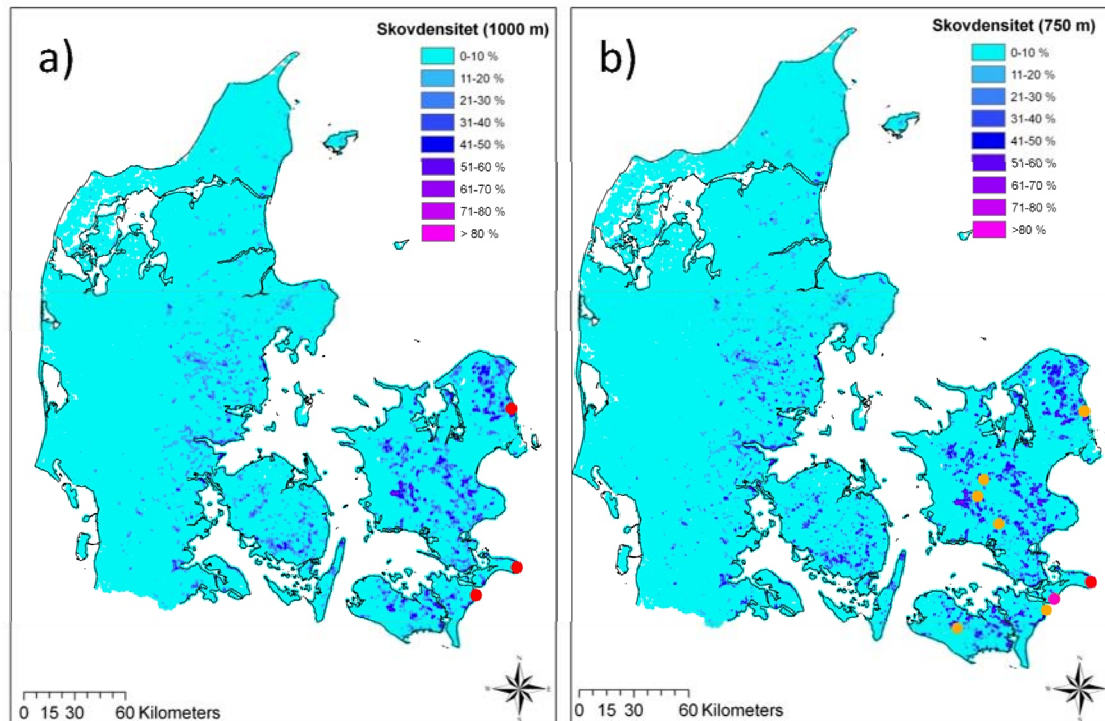 a)
Skovdensitet (1000 m)
0-10 %
11-20 %
21-30 %
31-40 %
41-50 %
51-60 %
61-70 %
71-80 %
> 80 %
0 15 30 60 Kilometers
b)
Skovdensitet (750 m)
0-10 %
11-20 %
21-30 %
31-40 %
41-50 %
51-60 %
61-70 %
71-80 %
>80 %
0 15 30 60 Kilometers